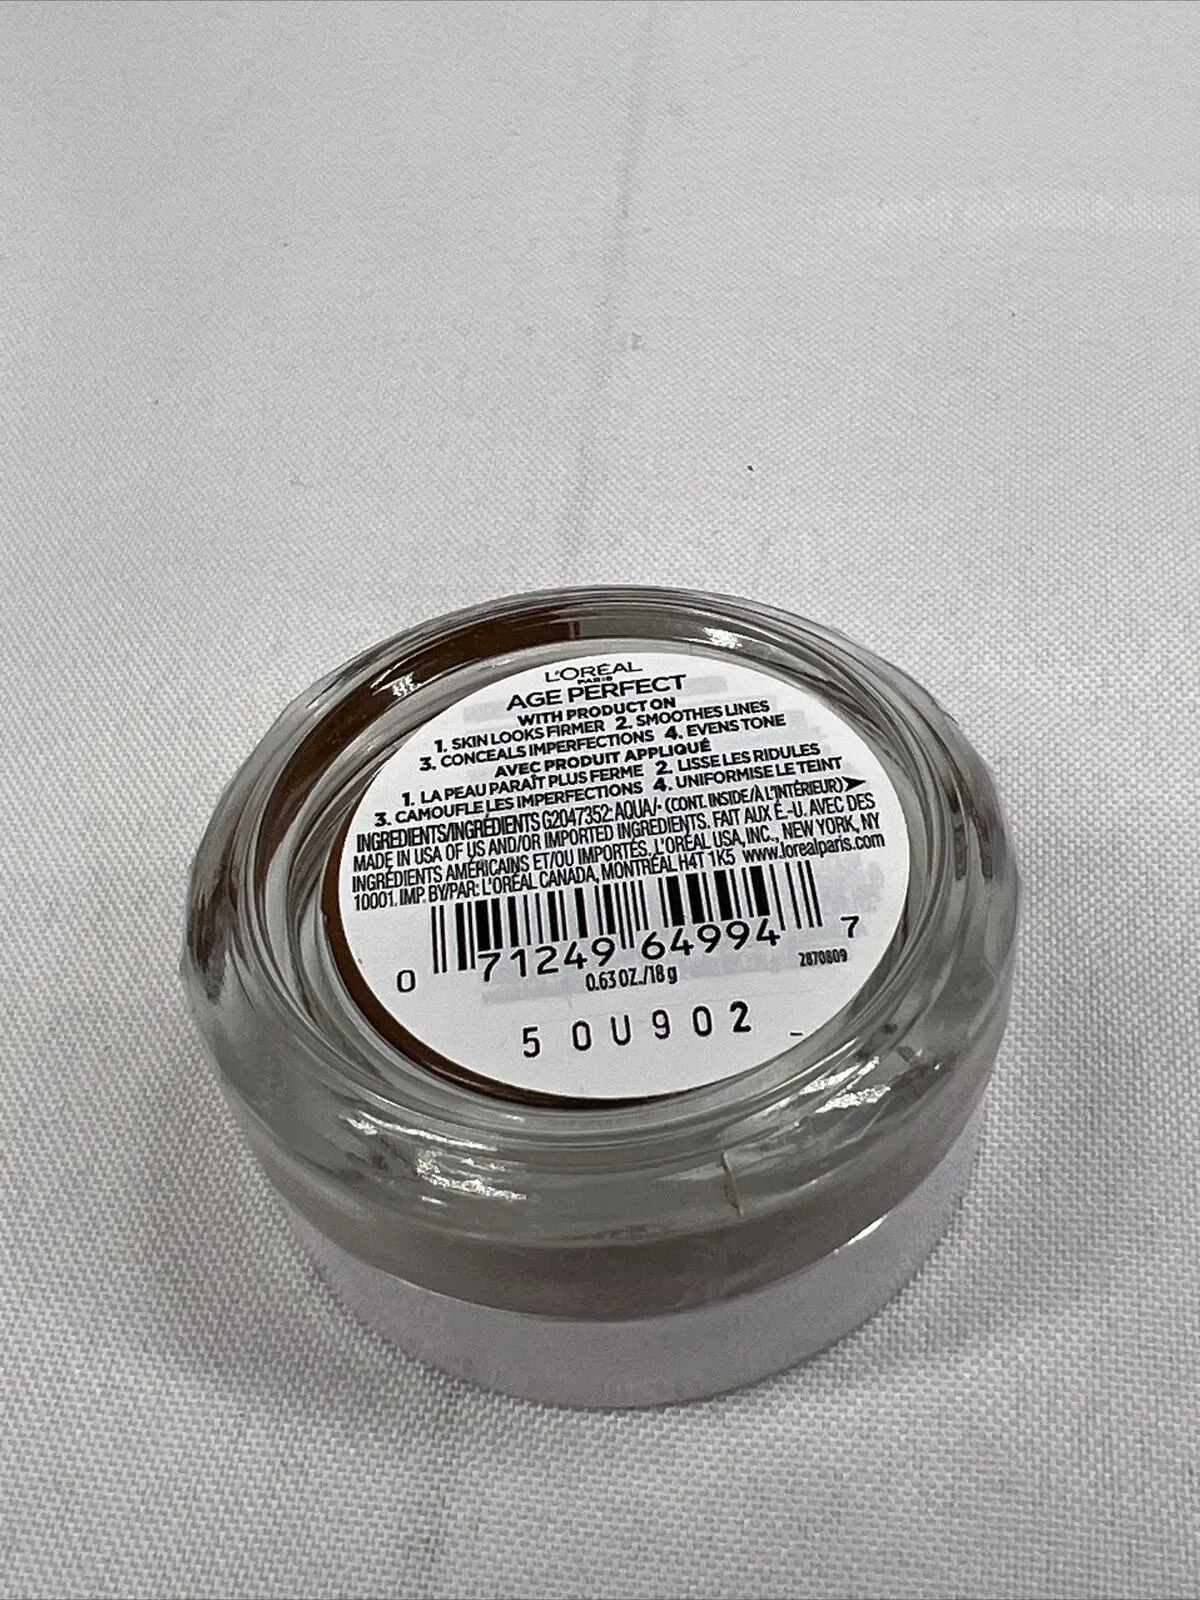 L'ORÉAL
PARIS
AGE PERFECT
WITH PRODUCT ON
1. SKIN LOOKS FIRMER 2. SMOOTHES LINES
3. CONCEALS IMPERFECTIONS 4. EVENS TONE
AVEC PRODUIT APPLIQUÉ
1. LA PEAU PARAÎT PLUS FERME 2. LISSE LES RIDULES
3. CAMOUFLE LES IMPERFECTIONS 4. UNIFORMISE LE TEINT
INGREDIENTS/INGRÉDIENTS G2047352: AQUA/- (CONT. INSIDE/À L'INTÉRIEUR)
MADE IN USA OF US AND/OR IMPORTED INGREDIENTS. FAIT AUX É.-U. AVEC DES
INGRÉDIENTS AMÉRICAINS ET/OU IMPORTÉS. L'ORÉAL USA, INC., NEW YORK, NY
10001. IMP. BY/PAR: L'ORÉAL CANADA, MONTRÉAL H4T 1K5 www.lorealparis.com
0 71249 64994 7
0.63 OZ./18 g 2870809
50U902